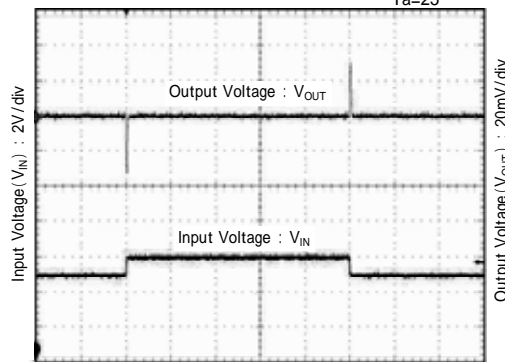 Ta=25
Output Voltage : VOUT
Input Voltage : VIN
Input Voltage(VIN) : 2V/div
Output Voltage(VOUT) : 20mV/div